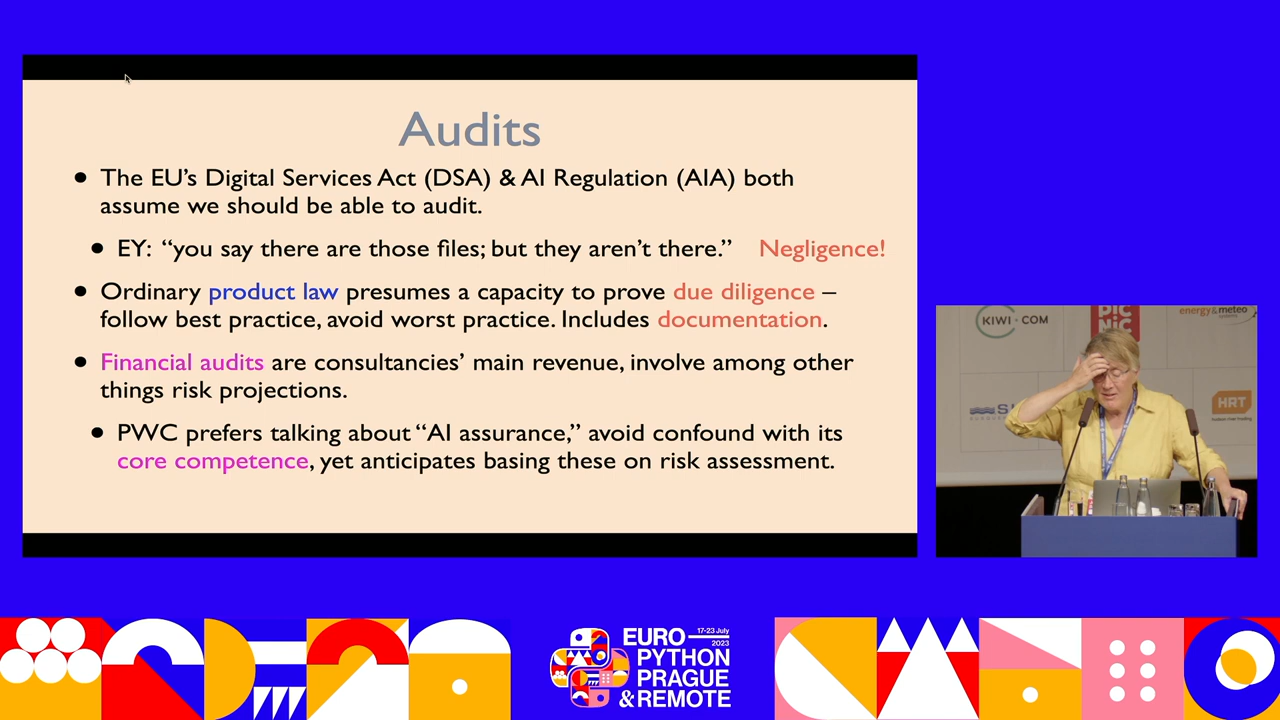 Audits
• The EU's Digital Services Act (DSA) & AI Regulation (AIA) both
assume we should be able to audit.
• EY: “you say there are those files; but they aren't there.” Negligence!
• Ordinary product law presumes a capacity to prove due diligence –
follow best practice, avoid worst practice. Includes documentation.
• Financial audits are consultancies' main revenue, involve among other
things risk projections.
• PWC prefers talking about “AI assurance,” avoid confound with its
core competence, yet anticipates basing these on risk assessment.
KIWI.COM
PIC
NIC
energy & meteo
systems
HRT
EURO
17-23 July
2023
PYTHON
PRAGUE
& REMOTE